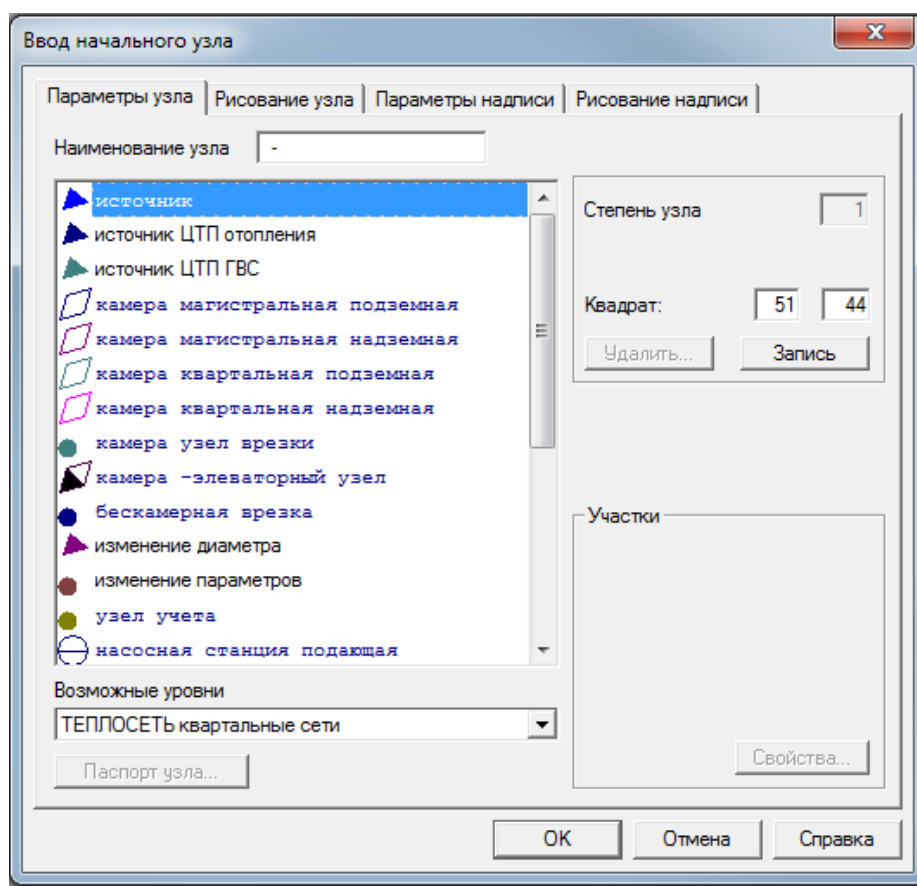 Ввод начального узла
Параметры узла Рисование узла Параметры надписи Рисование надписи
Наименование узла -
источник
источник ЦТП отопления
источник ЦТП ГВС
камера магистральная подземная
камера магистральная надземная
камера квартальная подземная
камера квартальная надземная
камера узел врезки
камера -элеваторный узел
бескамерная врезка
изменение диаметра
изменение параметров
узел учета
насосная станция подающая
Возможные уровни
ТЕПЛОСЕТЬ квартальные сети
Паспорт узла...
Степень узла 1
Квадрат: 51 44
Удалить... Запись
Участки
Свойства...
OK Отмена Справка